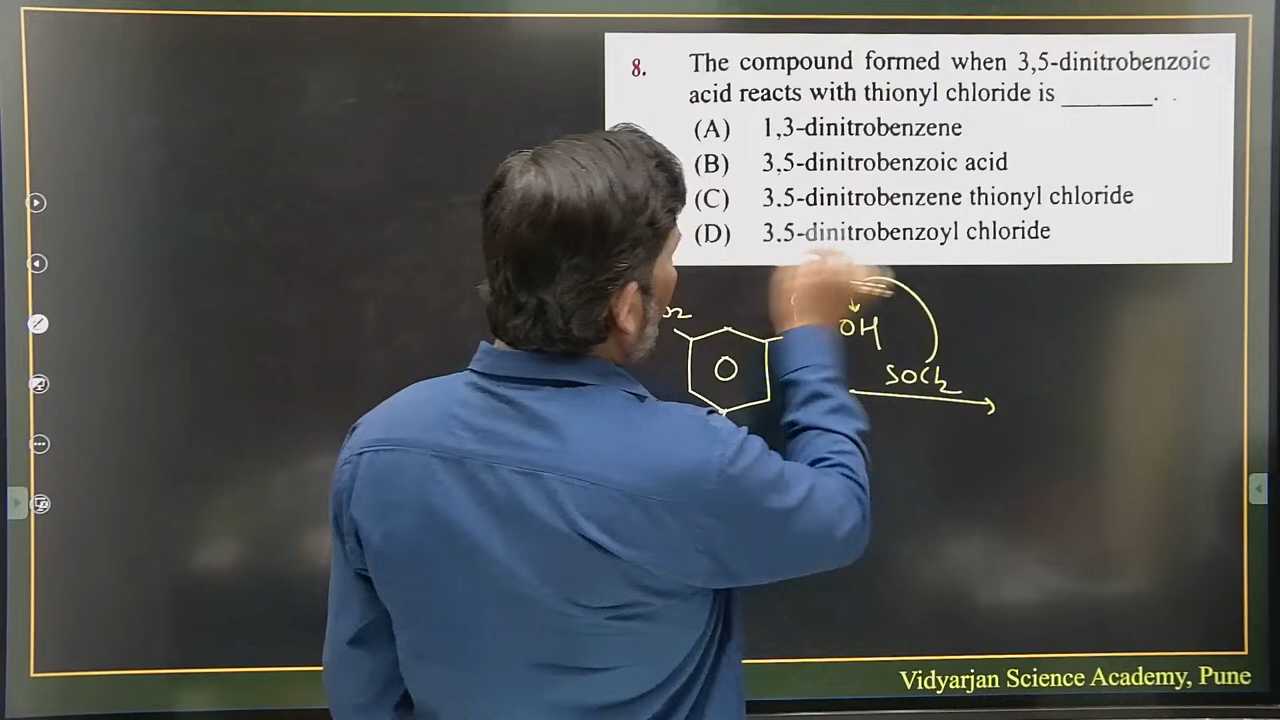 8. The compound formed when 3,5-dinitrobenzoic
acid reacts with thionyl chloride is ________.
(A) 1,3-dinitrobenzene
(B) 3,5-dinitrobenzoic acid
(C) 3.5-dinitrobenzene thionyl chloride
(D) 3.5-dinitrobenzoyl chloride
OH
SOCl2
Vidyarjan Science Academy, Pune